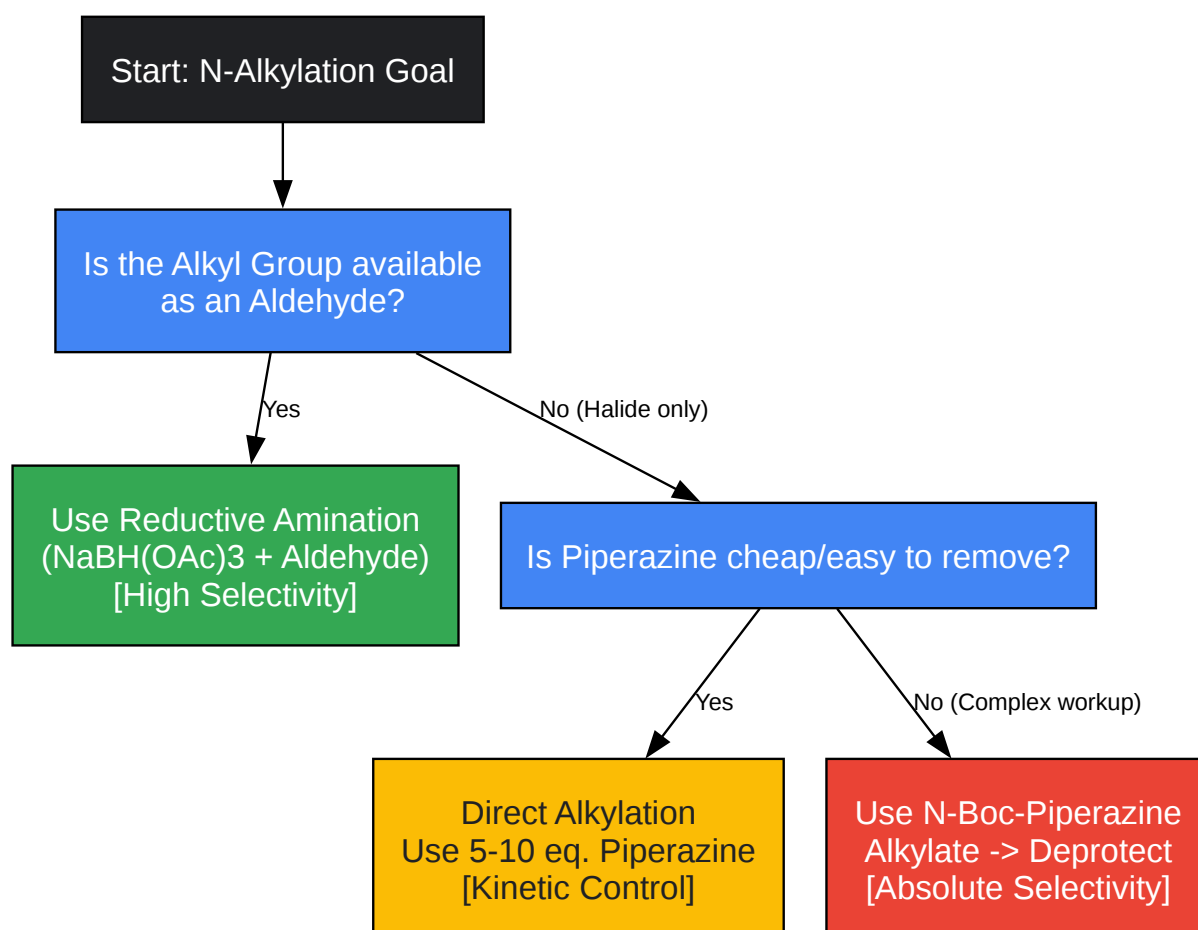 Start: N-Alkylation Goal
Is the Alkyl Group available
as an Aldehyde?
Yes
No (Halide only)
Use Reductive Amination
(NaBH(OAc)3 + Aldehyde)
[High Selectivity]
Is Piperazine cheap/easy to remove?
Yes
No (Complex workup)
Direct Alkylation
Use 5-10 eq. Piperazine
[Kinetic Control]
Use N-Boc-Piperazine
Alkylate -> Deprotect
[Absolute Selectivity]